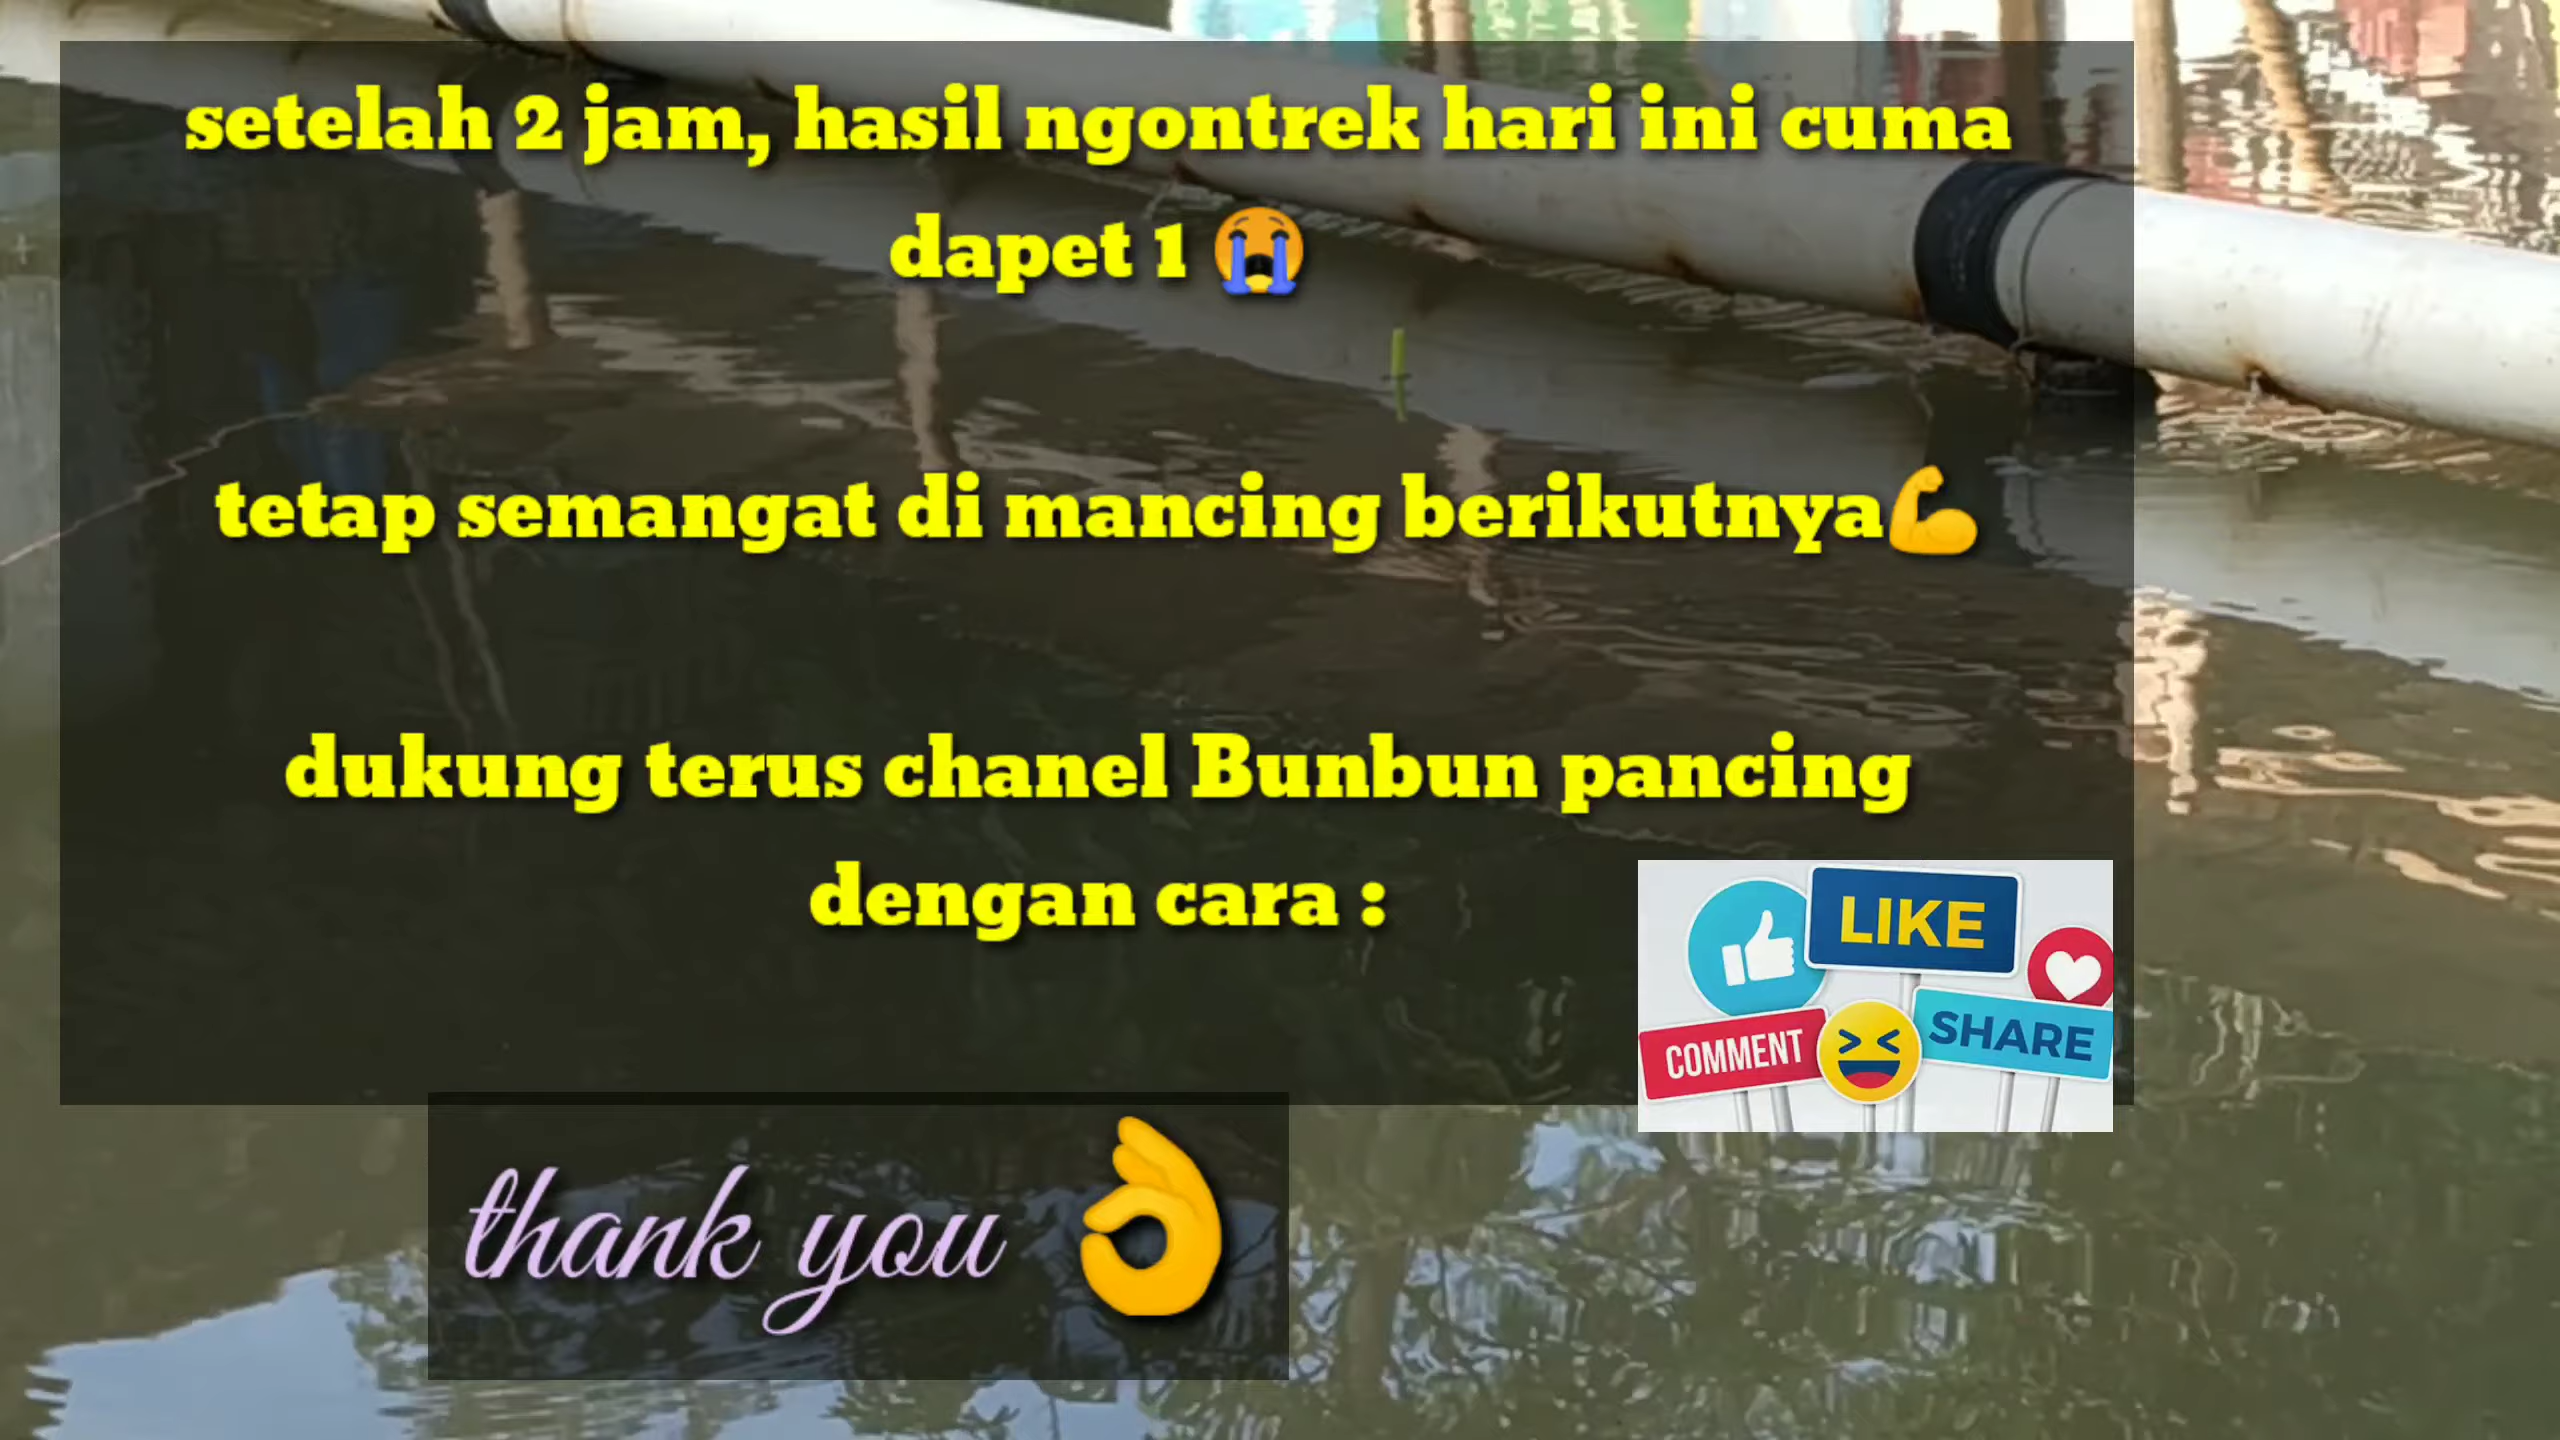 setelah 2 jam, hasil ngontrek hari ini cuma
dapet 1 😭
tetap semangat di mancing berikutnya💪
dukung terus chanel Bunbun pancing
dengan cara :
LIKE
COMMENT
SHARE
thank you 👌